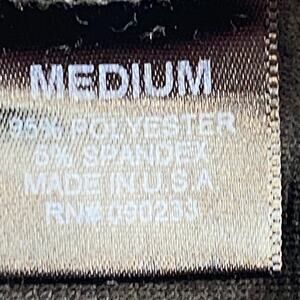 MEDIUM
95% POLYESTER
5% SPANDEX
MADE IN U.S.A
RN# 090233